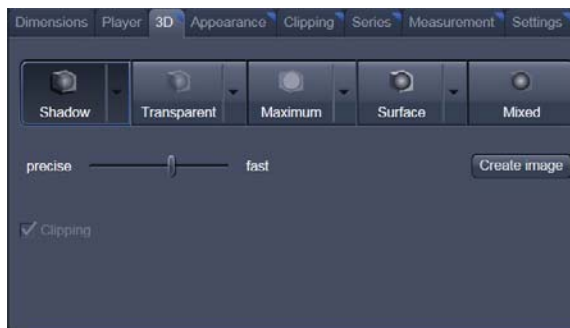 Dimensions Player 3D Appearance Clipping Series Measurement Settings
Shadow Transparent Maximum Surface Mixed
precise fast Create image
Clipping